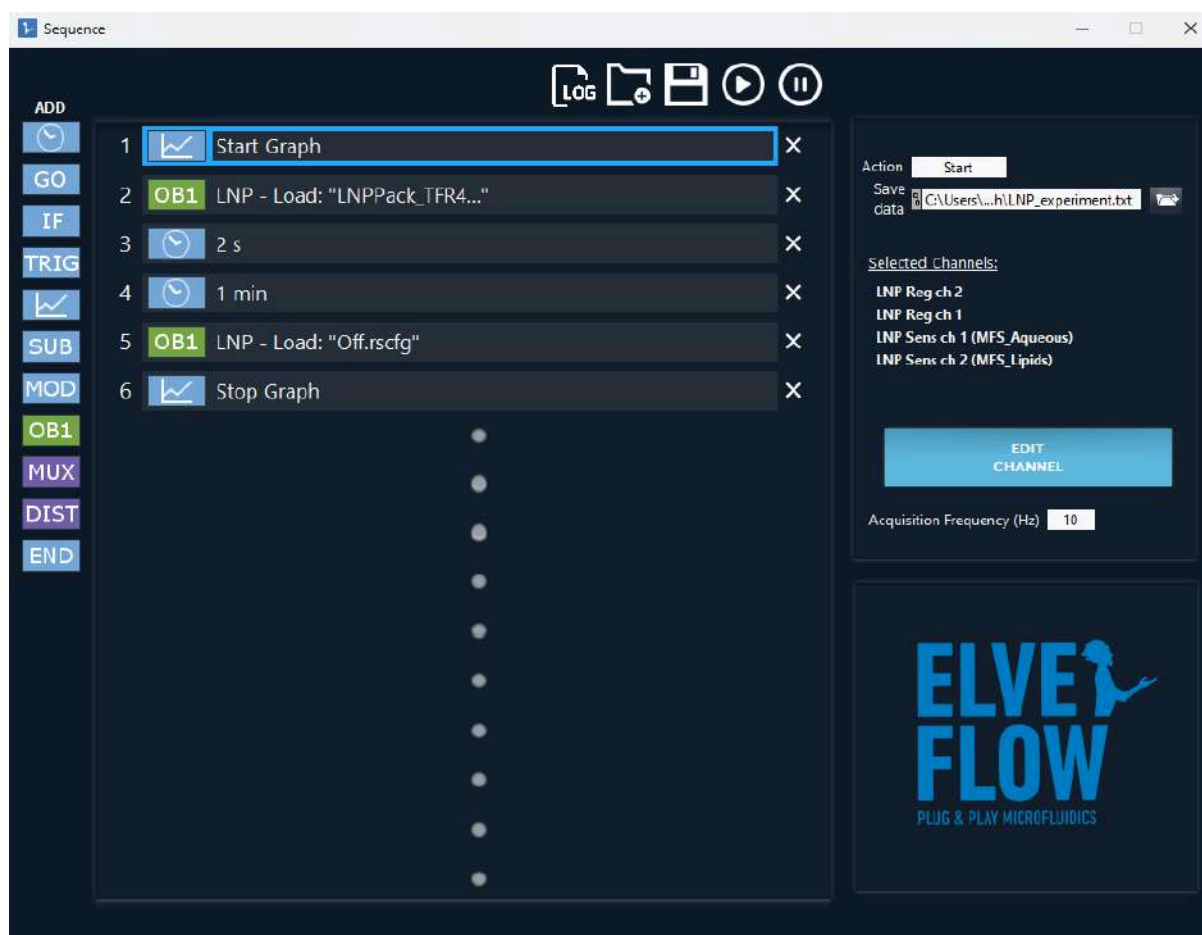 Sequence
LOG
ADD
GO
IF
TRIG
SUB
MOD
OB1
MUX
DIST
END
1 Start Graph
2 OB1 LNP - Load: "LNPPack_TFR4..."
3 2 s
4 1 min
5 OB1 LNP - Load: "Off.rscfg"
6 Stop Graph
Action Start
Save data C:\Users\...h\LNP_experiment.txt
Selected Channels:
LNP Reg ch 2
LNP Reg ch 1
LNP Sens ch 1 (MFS_Aqueous)
LNP Sens ch 2 (MFS_Lipids)
EDIT
CHANNEL
Acquisition Frequency (Hz) 10
ELVE
FLOW
PLUG & PLAY MICROFLUIDICS